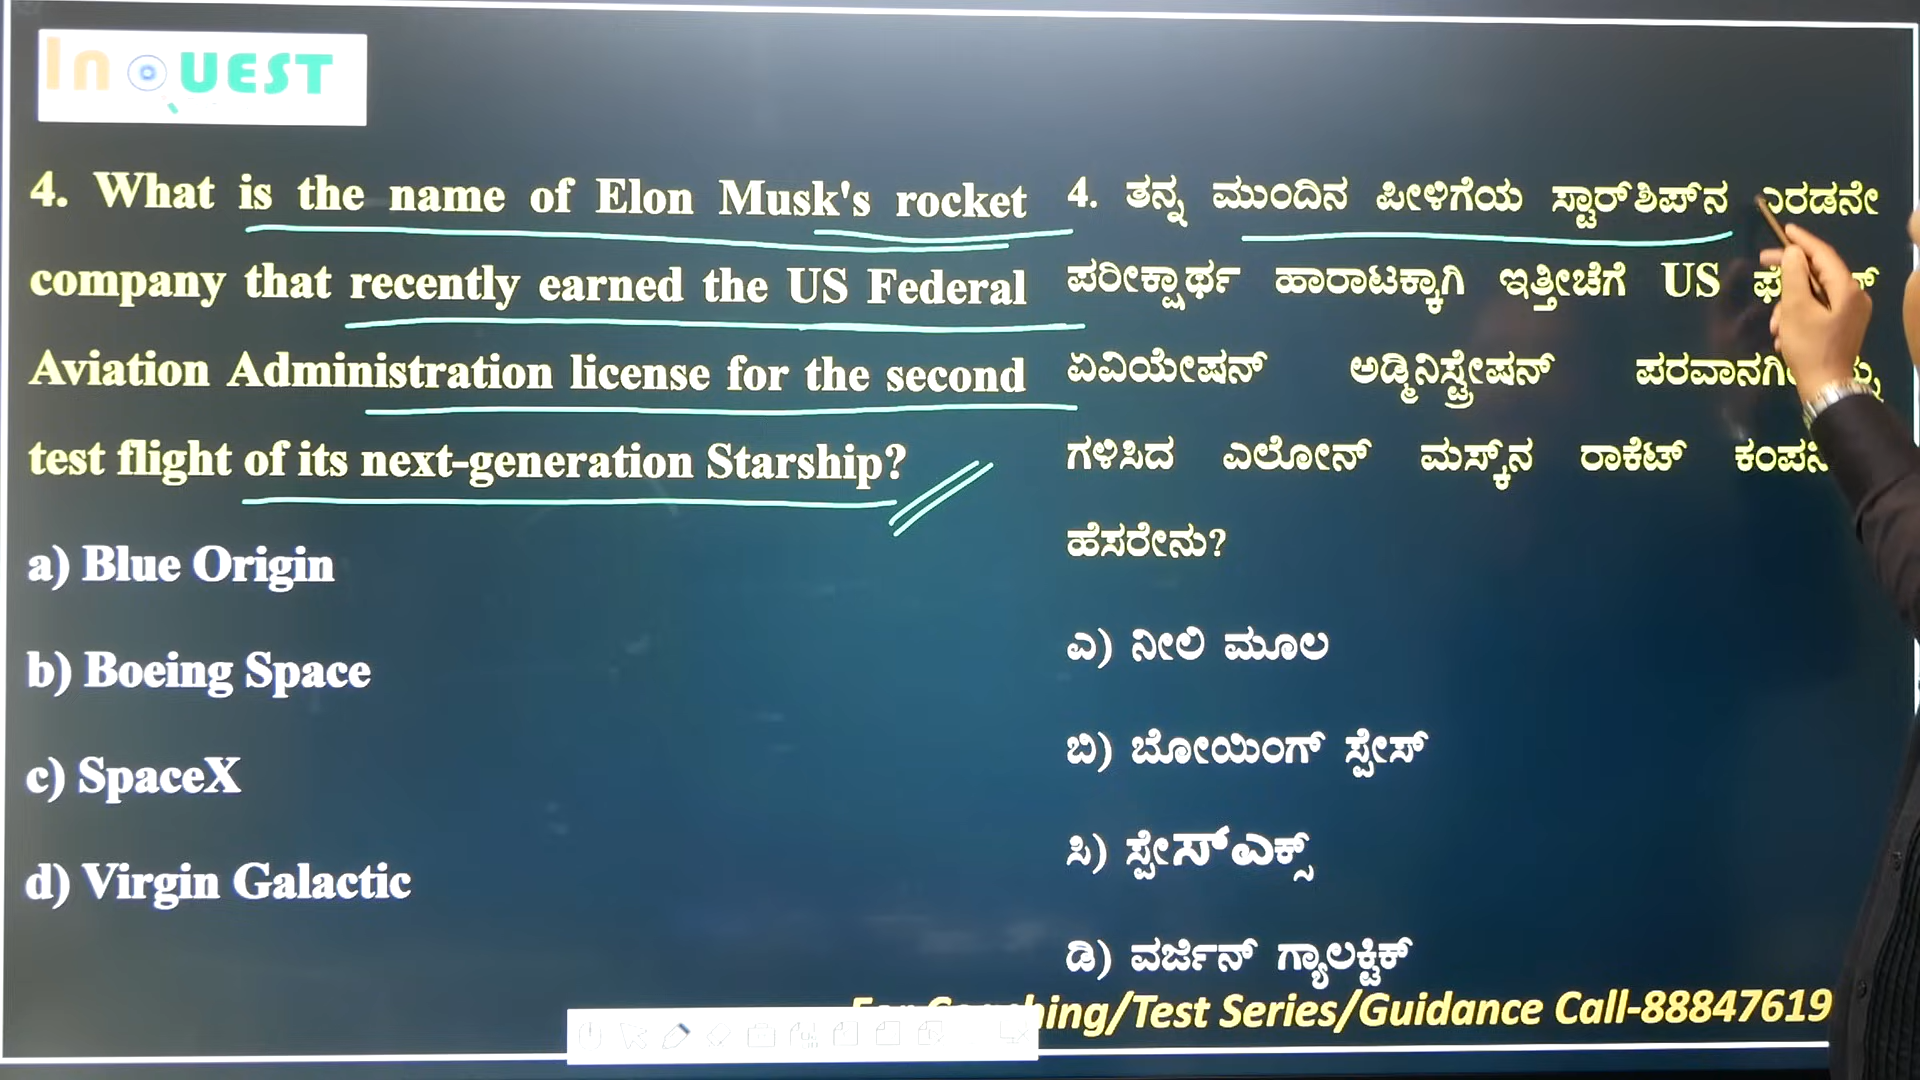 In QUEST
4. What is the name of Elon Musk's rocket
company that recently earned the US Federal
Aviation Administration license for the second
test flight of its next-generation Starship?
a) Blue Origin
b) Boeing Space
c) SpaceX
d) Virgin Galactic
4. ತನ್ನ ಮುಂದಿನ ಪೀಳಿಗೆಯ ಸ್ಟಾರ್‌ಶಿಪ್‌ನ ಎರಡನೇ
ಪರೀಕ್ಷಾರ್ಥ ಹಾರಾಟಕ್ಕಾಗಿ ಇತ್ತೀಚೆಗೆ US
ಏವಿಯೇಷನ್ ಅಡ್ಮಿನಿಸ್ಟ್ರೇಷನ್
ಗಳಿಸಿದ ಎಲೋನ್ ಮಸ್ಕ್‌ನ ರಾಕೆಟ್
ಹೆಸರೇನು?
ಎ) ನೀಲಿ ಮೂಲ
ಬಿ) ಬೋಯಿಂಗ್ ಸ್ಪೇಸ್
ಸಿ) ಸ್ಪೇಸ್ಎಕ್ಸ್
ಡಿ) ವರ್ಜಿನ್ ಗ್ಯಾಲಕ್ಟಿಕ್
/Test Series/Guidance Call-88847619